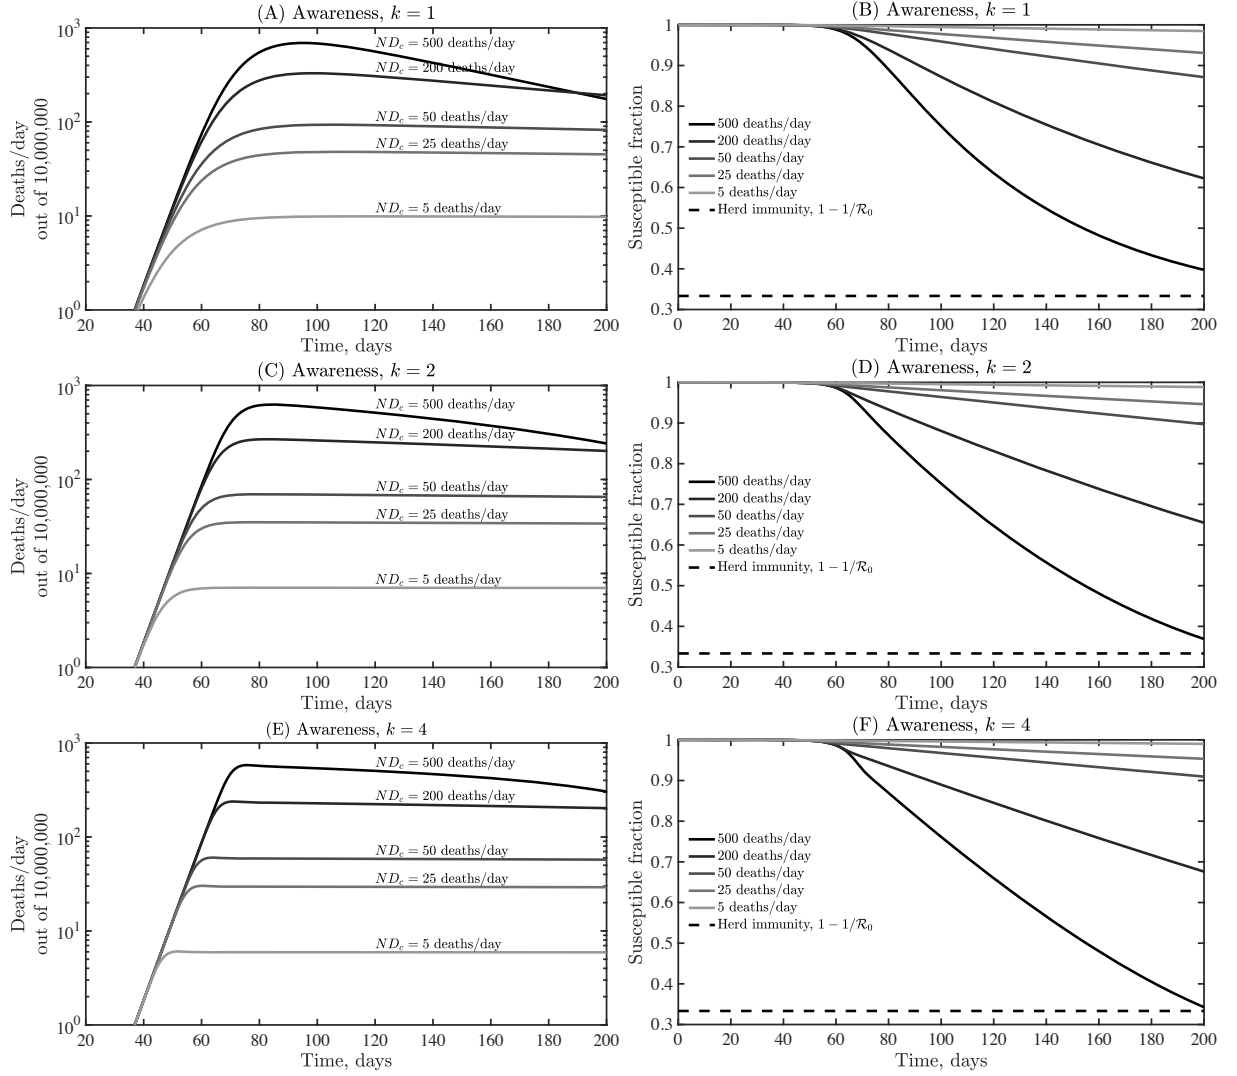 (A) Awareness, k = 1
10^3
10^2
10^1
10^0
Deaths/day
out of 10,000,000
ND_c = 500 deaths/day
ND_c = 200 deaths/day
ND_c = 50 deaths/day
ND_c = 25 deaths/day
ND_c = 5 deaths/day
20 40 60 80 100 120 140 160 180 200
Time, days
(B) Awareness, k = 1
1
0.9
0.8
0.7
0.6
0.5
0.4
0.3
Susceptible fraction
500 deaths/day
200 deaths/day
50 deaths/day
25 deaths/day
5 deaths/day
Herd immunity, 1 − 1/R_0
0 20 40 60 80 100 120 140 160 180 200
Time, days
(C) Awareness, k = 2
10^3
10^2
10^1
10^0
Deaths/day
out of 10,000,000
ND_c = 500 deaths/day
ND_c = 200 deaths/day
ND_c = 50 deaths/day
ND_c = 25 deaths/day
ND_c = 5 deaths/day
20 40 60 80 100 120 140 160 180 200
Time, days
(D) Awareness, k = 2
1
0.9
0.8
0.7
0.6
0.5
0.4
0.3
Susceptible fraction
500 deaths/day
200 deaths/day
50 deaths/day
25 deaths/day
5 deaths/day
Herd immunity, 1 − 1/R_0
0 20 40 60 80 100 120 140 160 180 200
Time, days
(E) Awareness, k = 4
10^3
10^2
10^1
10^0
Deaths/day
out of 10,000,000
ND_c = 500 deaths/day
ND_c = 200 deaths/day
ND_c = 50 deaths/day
ND_c = 25 deaths/day
ND_c = 5 deaths/day
20 40 60 80 100 120 140 160 180 200
Time, days
(F) Awareness, k = 4
1
0.9
0.8
0.7
0.6
0.5
0.4
0.3
Susceptible fraction
500 deaths/day
200 deaths/day
50 deaths/day
25 deaths/day
5 deaths/day
Herd immunity, 1 − 1/R_0
0 20 40 60 80 100 120 140 160 180 200
Time, days